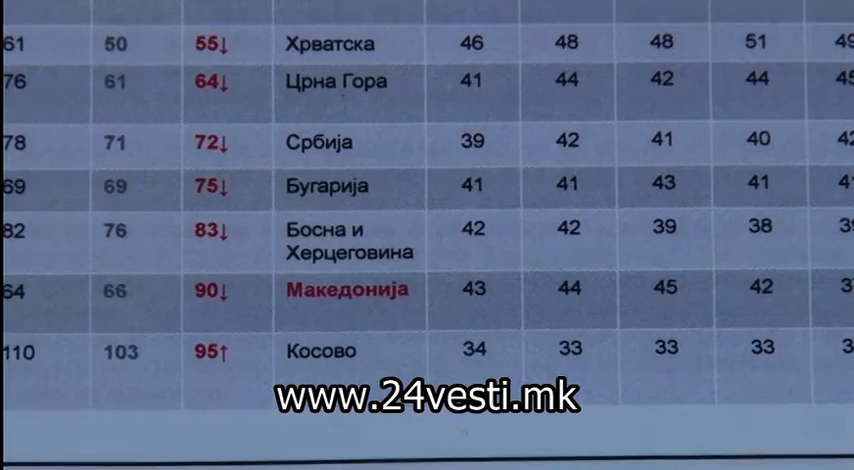 61 50 55↓ Хрватска 46 48 48 51
76 61 64↓ Црна Гора 41 44 42 44
78 71 72↓ Србија 39 42 41 40
69 69 75↓ Бугарија 41 41 43 41
82 76 83↓ Босна и 42 42 39 38
Херцеговина
64 66 90↓ Македонија 43 44 45 42
110 103 95↑ Косово 34 33 33 33
www.24vesti.mk